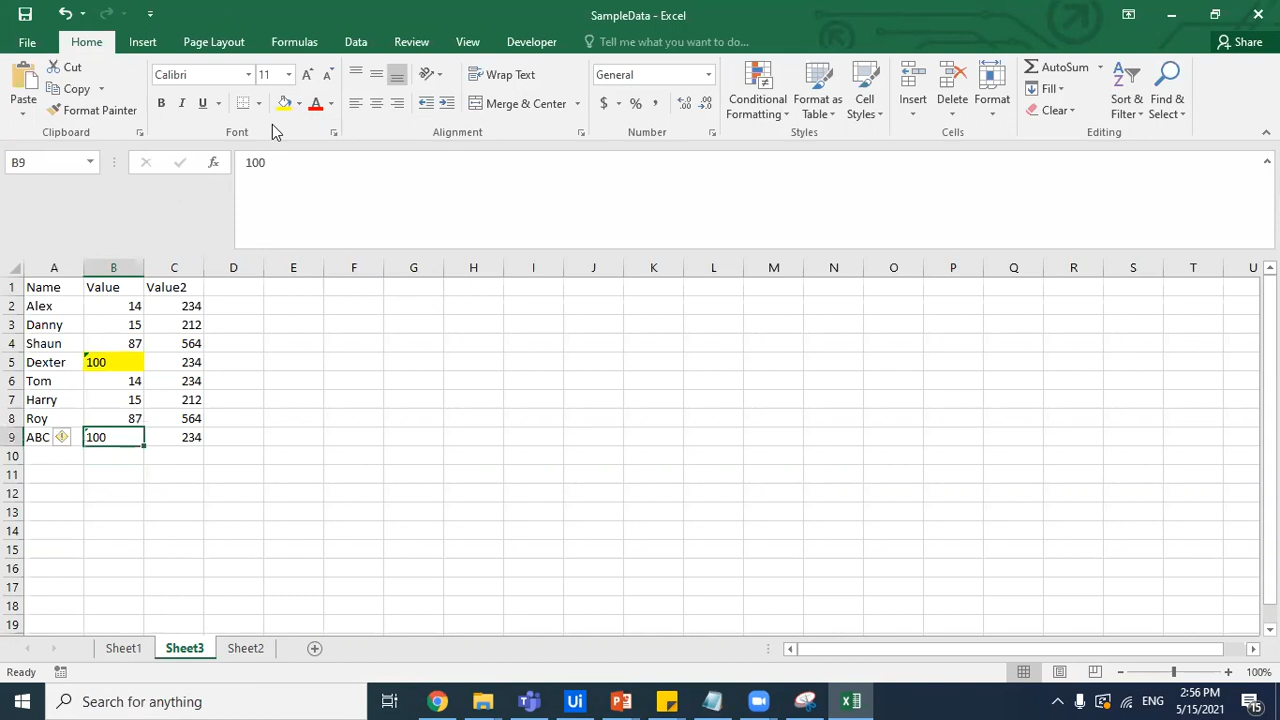 SampleData - Excel
File Home Insert Page Layout Formulas Data Review View Developer Tell me what you want to do... Share
Paste Cut Copy Format Painter Clipboard
Calibri 11 B I U A Font
Wrap Text Merge & Center Alignment
General $ % , Number
Conditional Formatting Format as Table Cell Styles Styles
Insert Delete Format Cells
AutoSum Fill Clear Sort & Filter Find & Select Editing
B9 fx 100
A B C D E F G H I J K L M N O P Q R S T U
1 Name Value Value2
2 Alex 14 234
3 Danny 15 212
4 Shaun 87 564
5 Dexter 100 234
6 Tom 14 234
7 Harry 15 212
8 Roy 87 564
9 ABC 100 234
10
11
12
13
14
15
16
17
18
19
Sheet1 Sheet3 Sheet2
Ready 100%
Search for anything Ui ENG 2:56 PM 5/15/2021 15